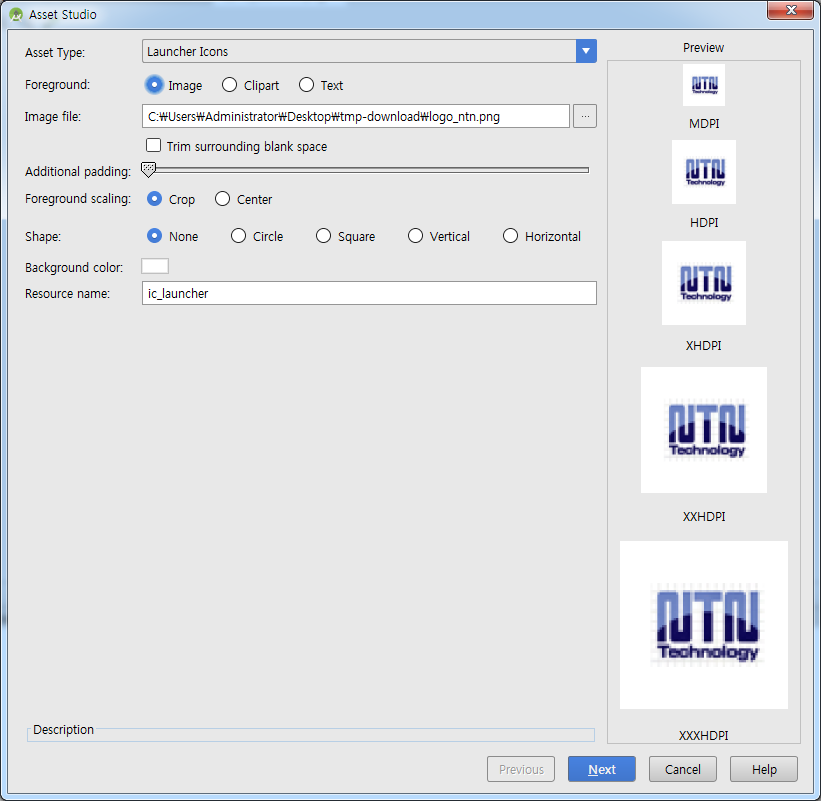 Asset Studio
Asset Type:
Launcher Icons
Foreground:
Image
Clipart
Text
Image file:
C:₩Users₩Administrator₩Desktop₩tmp-download₩logo_ntn.png
...
Trim surrounding blank space
Additional padding:
Foreground scaling:
Crop
Center
Shape:
None
Circle
Square
Vertical
Horizontal
Background color:
Resource name:
ic_launcher
Description
Preview
NTN
Technology
MDPI
NTN
Technology
HDPI
NTN
Technology
XHDPI
NTN
Technology
XXHDPI
NTN
Technology
XXXHDPI
Previous
Next
Cancel
Help